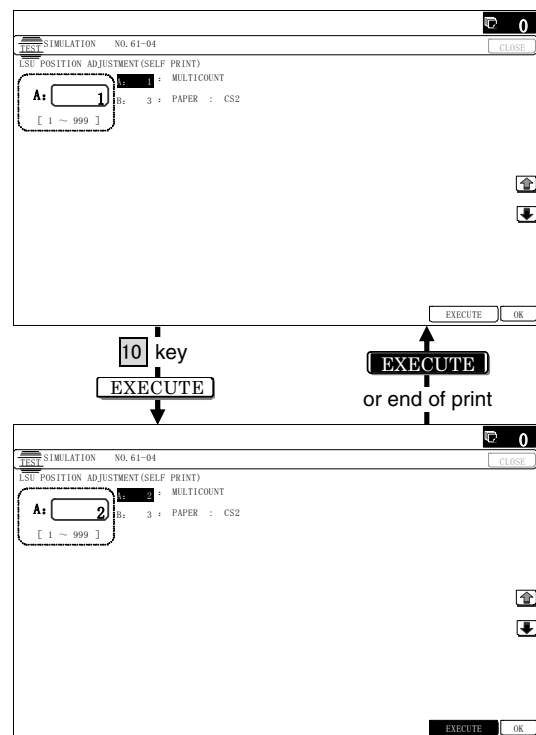 0
TEST SIMULATION NO. 61-04 CLOSE
LSU POSITION ADJUSTMENT(SELF PRINT)
A: 1 A: 1 : MULTICOUNT
B: 3 : PAPER : CS2
[ 1 ～ 999 ]
EXECUTE OK
10 key
EXECUTE
EXECUTE
or end of print
0
TEST SIMULATION NO. 61-04 CLOSE
LSU POSITION ADJUSTMENT(SELF PRINT)
A: 2 A: 2 : MULTICOUNT
B: 3 : PAPER : CS2
[ 1 ～ 999 ]
EXECUTE OK